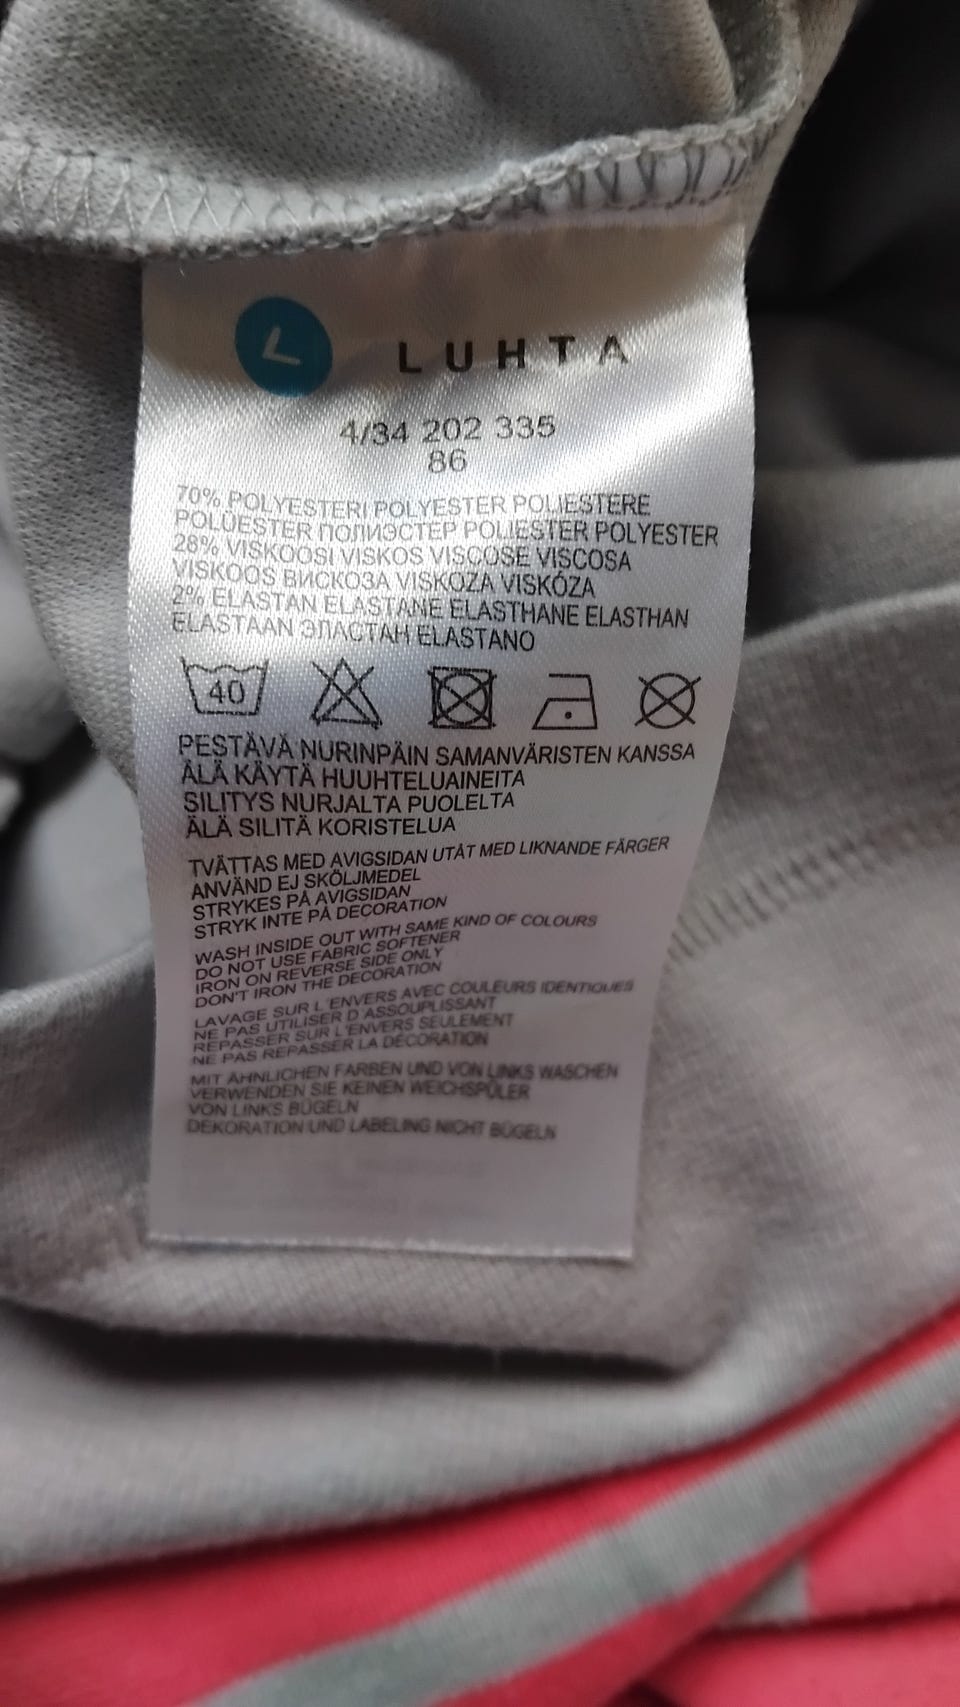 L LUHTA
4/34 202 335
86
70% POLYESTERI POLYESTER POLIESTERE
POLÜESTER ПОЛИЭСТЕР POLIESTER POLYESTER
28% VISKOOSI VISKOS VISCOSE VISCOSA
VISKOOS ВИСКОЗА VISKOZA VISKÓZA
2% ELASTAN ELASTANE ELASTHANE ELASTHAN
ELASTAAN ЭЛАСТАН ELASTANO
40
PESTÄVÄ NURINPÄIN SAMANVÄRISTEN KANSSA
ÄLÄ KÄYTÄ HUUHTELUAINEITA
SILITYS NURJALTA PUOLELTA
ÄLÄ SILITÄ KORISTELUA
TVÄTTAS MED AVIGSIDAN UTÅT MED LIKNANDE FÄRGER
ANVÄND EJ SKÖLJMEDEL
STRYKES PÅ AVIGSIDAN
STRYK INTE PÅ DECORATION
WASH INSIDE OUT WITH SAME KIND OF COLOURS
DO NOT USE FABRIC SOFTENER
IRON ON REVERSE SIDE ONLY
DON'T IRON THE DECORATION
LAVAGE SUR L'ENVERS AVEC COULEURS IDENTIQUES
NE PAS UTILISER D'ASSOUPLISSANT
REPASSER SUR L'ENVERS SEULEMENT
NE PAS REPASSER LA DÉCORATION
MIT ÄHNLICHEN FARBEN UND VON LINKS WASCHEN
VERWENDEN SIE KEINEN WEICHSPÜLER
VON LINKS BÜGELN
DEKORATION UND LABELING NICHT BÜGELN